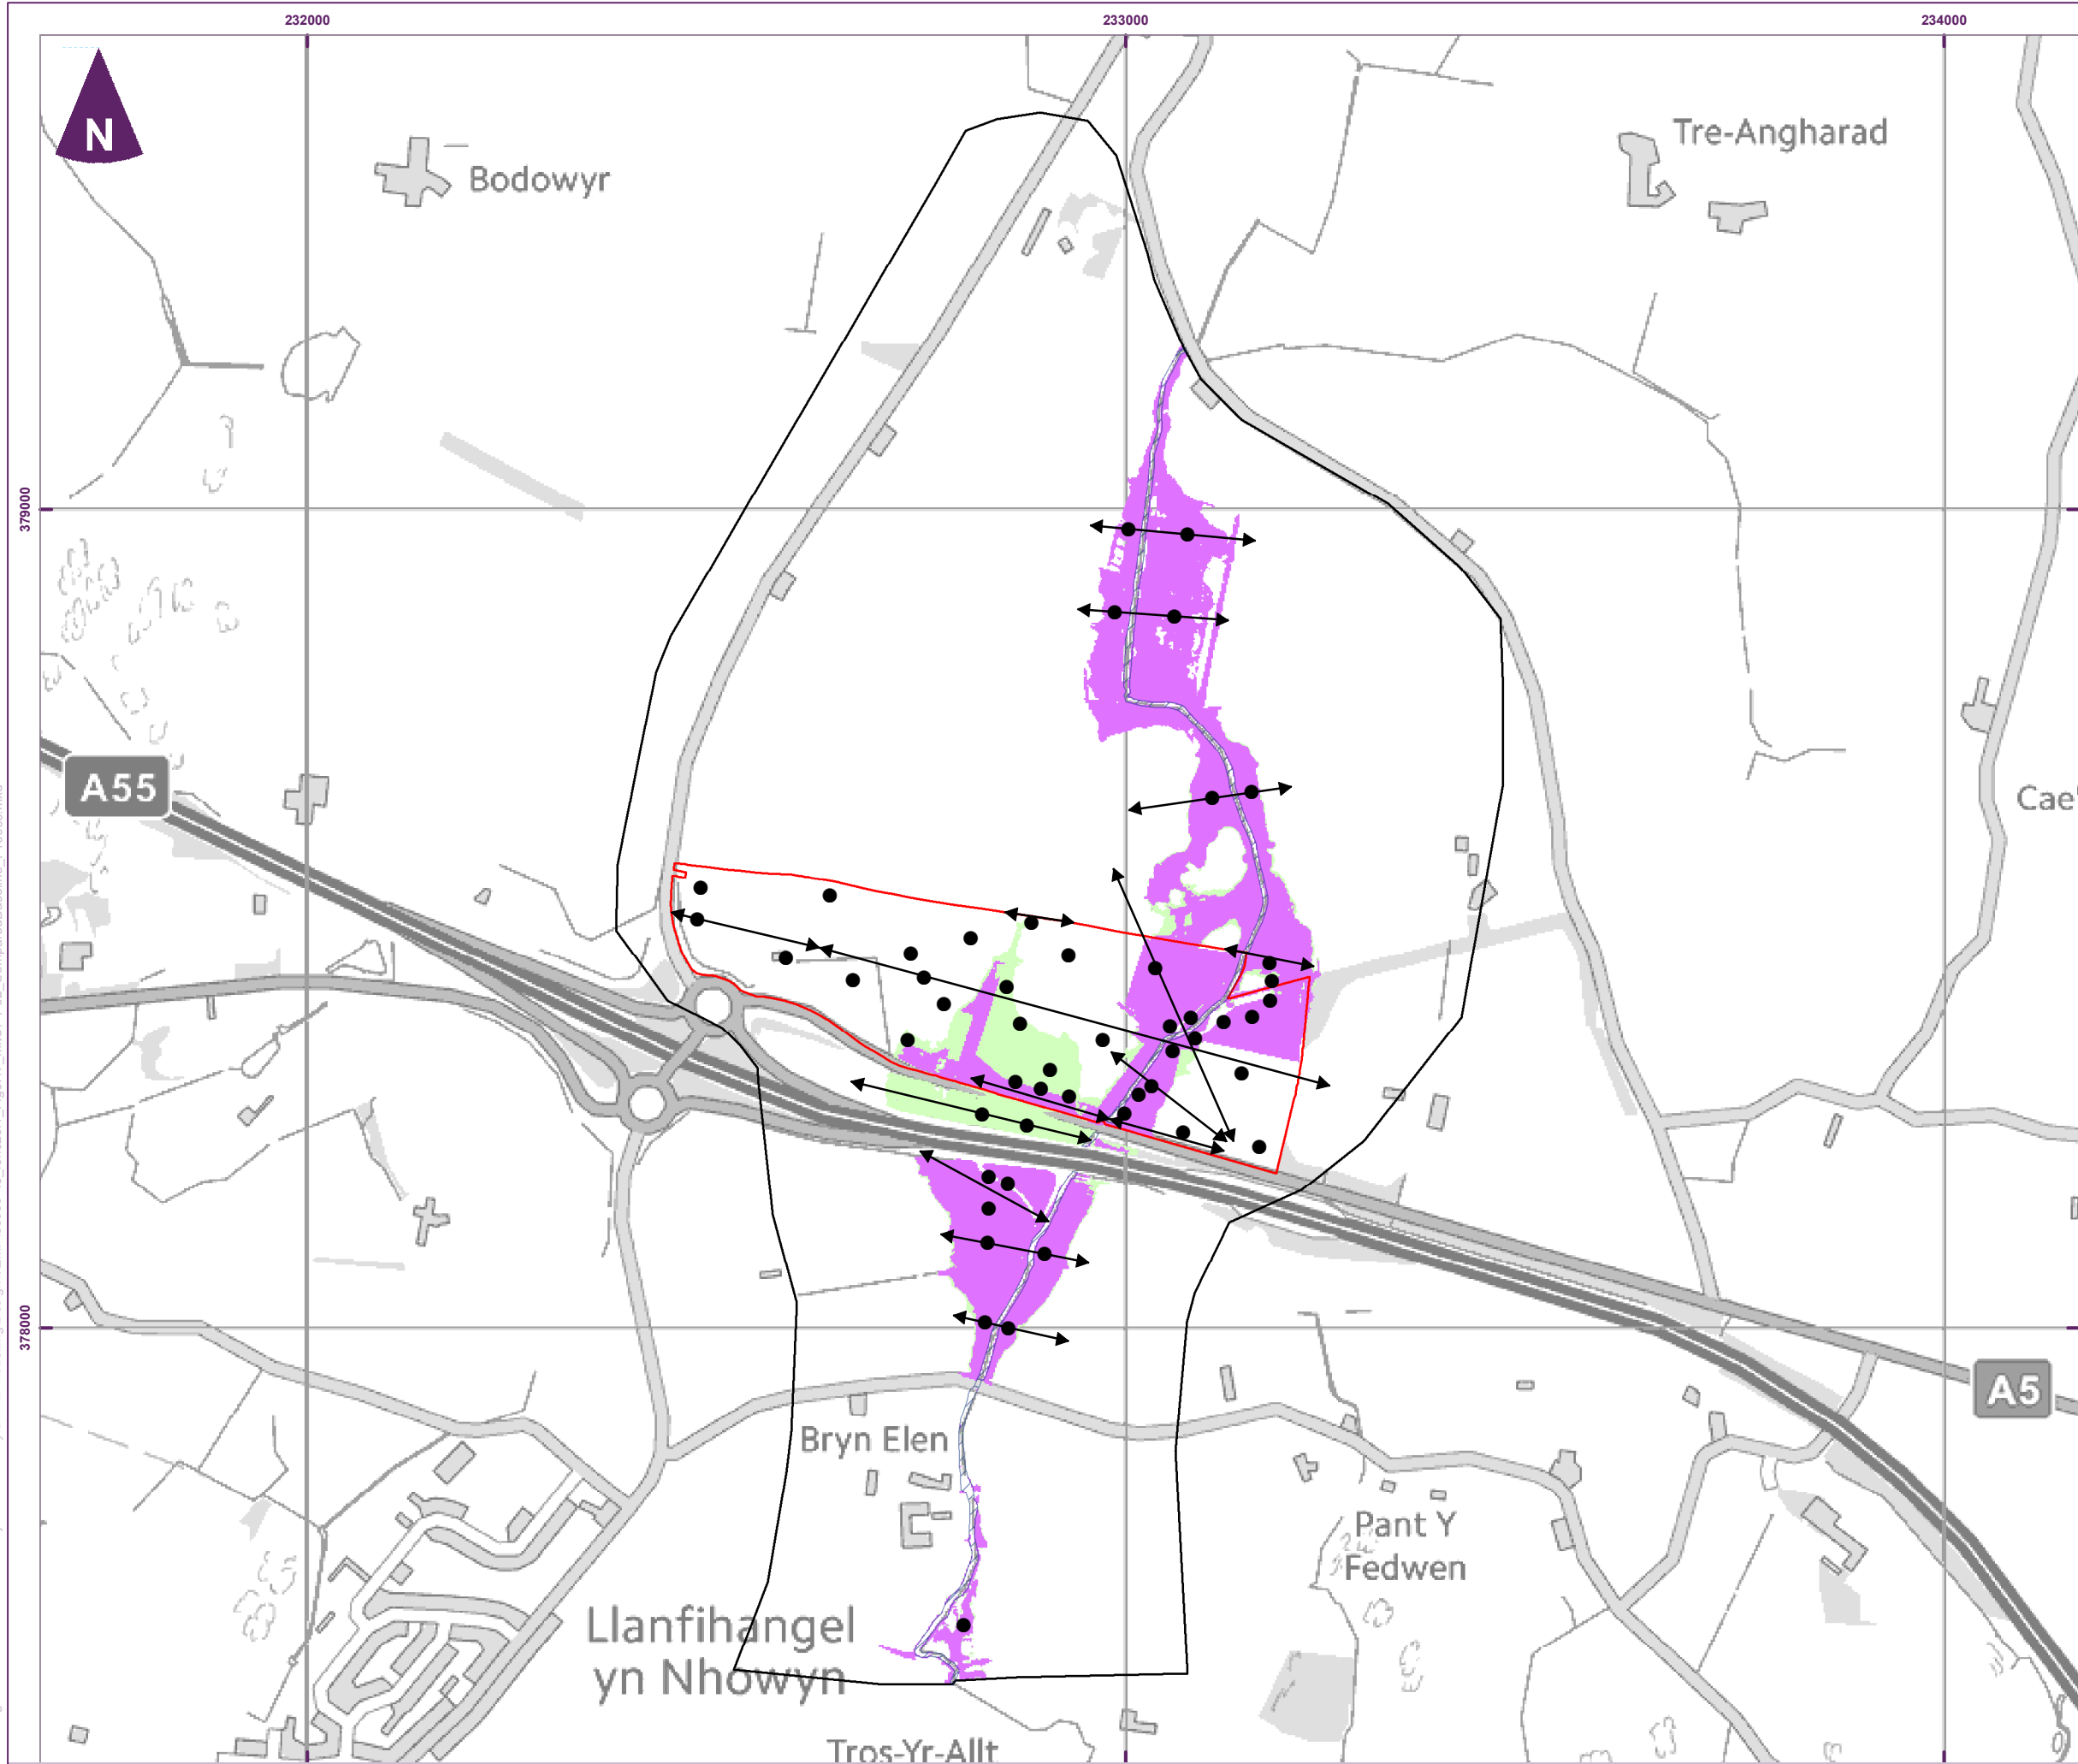 232000
233000
234000
N
Bodowyr
Tre-Angharad
379000
A55
Cae'
378000
A5
Bryn Elen
Pant Y
Fedwen
Llanfihangel
yn Nhowyn
Tros-Yr-Allt